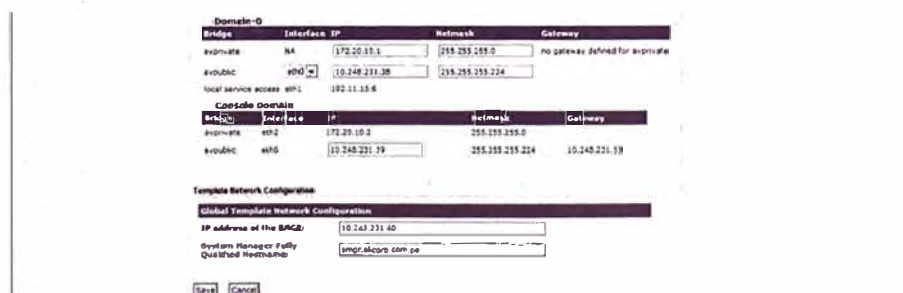 Domain-0
Bridge Interface IP Netmask Gateway
avprivate NA 172.20.10.1 255.255.255.0 no gateway defined for avprivate
avpublic eth0 10.248.231.38 255.255.255.224
local service access eth1 192.11.13.6
Console Domain
Bridge Interface IP Netmask Gateway
avprivate eth2 172.20.10.2 255.255.255.0
avpublic eth0 10.248.231.39 255.255.255.224 10.248.231.33
Template Network Configuration
Global Template Network Configuration
IP address of the 10.248.231.40
System Manager Fully
Qualified Hostname:
Save Cancel